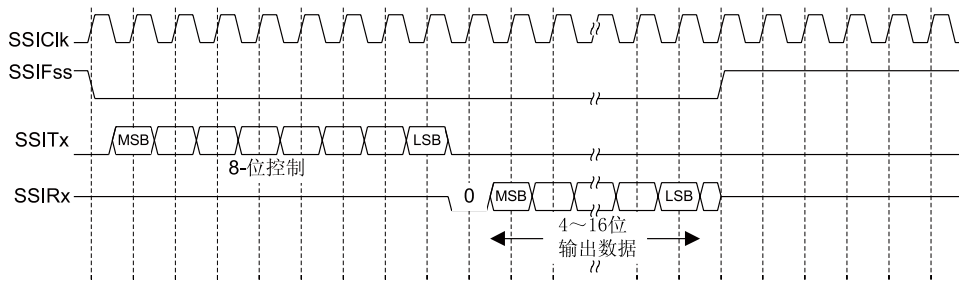 SSIClk
SSIFss
SSITx
MSB
LSB
8-位控制
SSIRx
0
MSB
LSB
4～16位
输出数据